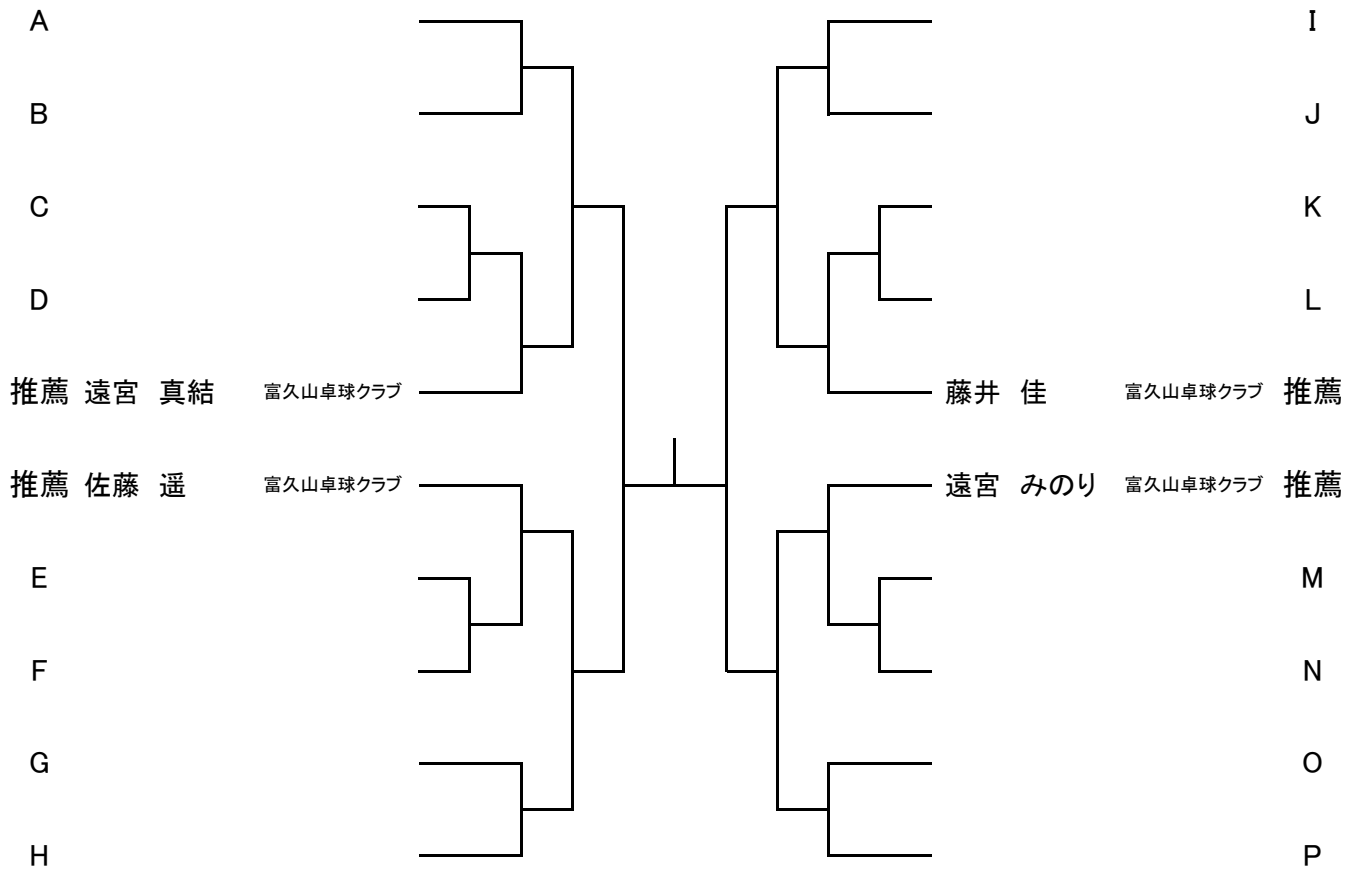 A
B
C
D
推薦 遠宮 真結 富久山卓球クラブ
推薦 佐藤 遥 富久山卓球クラブ
E
F
G
H
I
J
K
L
藤井 佳 富久山卓球クラブ 推薦
遠宮 みのり 富久山卓球クラブ 推薦
M
N
O
P